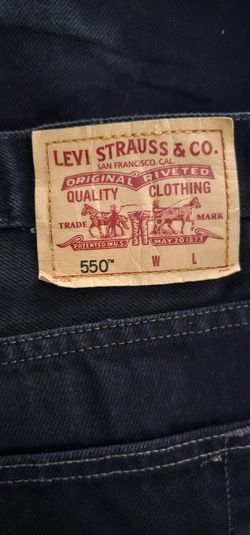 LEVI STRAUSS & CO.
SAN FRANCISCO, CAL.
ORIGINAL RIVETED
QUALITY CLOTHING
TRADE MARK
PATENTED IN U.S. MAY 20 1873
550™ W L